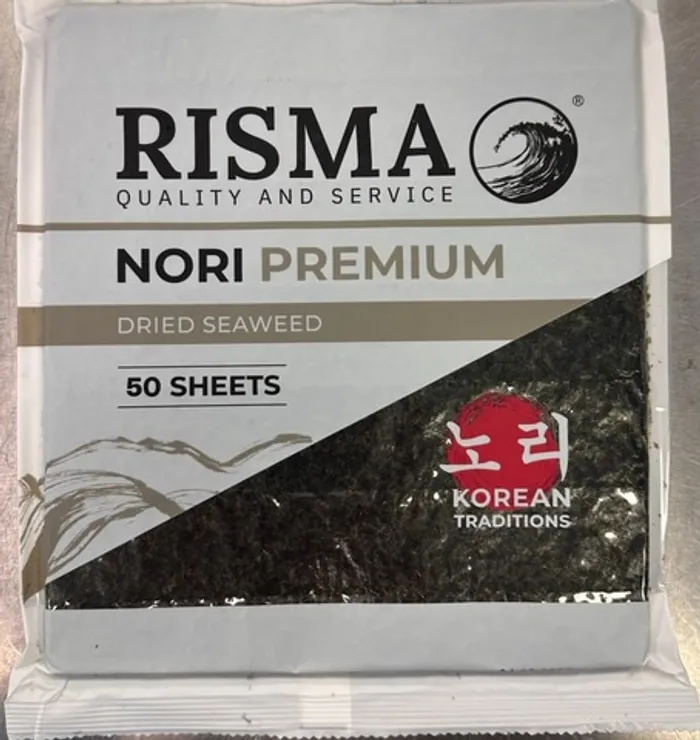 RISMA
®
QUALITY AND SERVICE
NORI PREMIUM
DRIED SEAWEED
50 SHEETS
노리
KOREAN
TRADITIONS